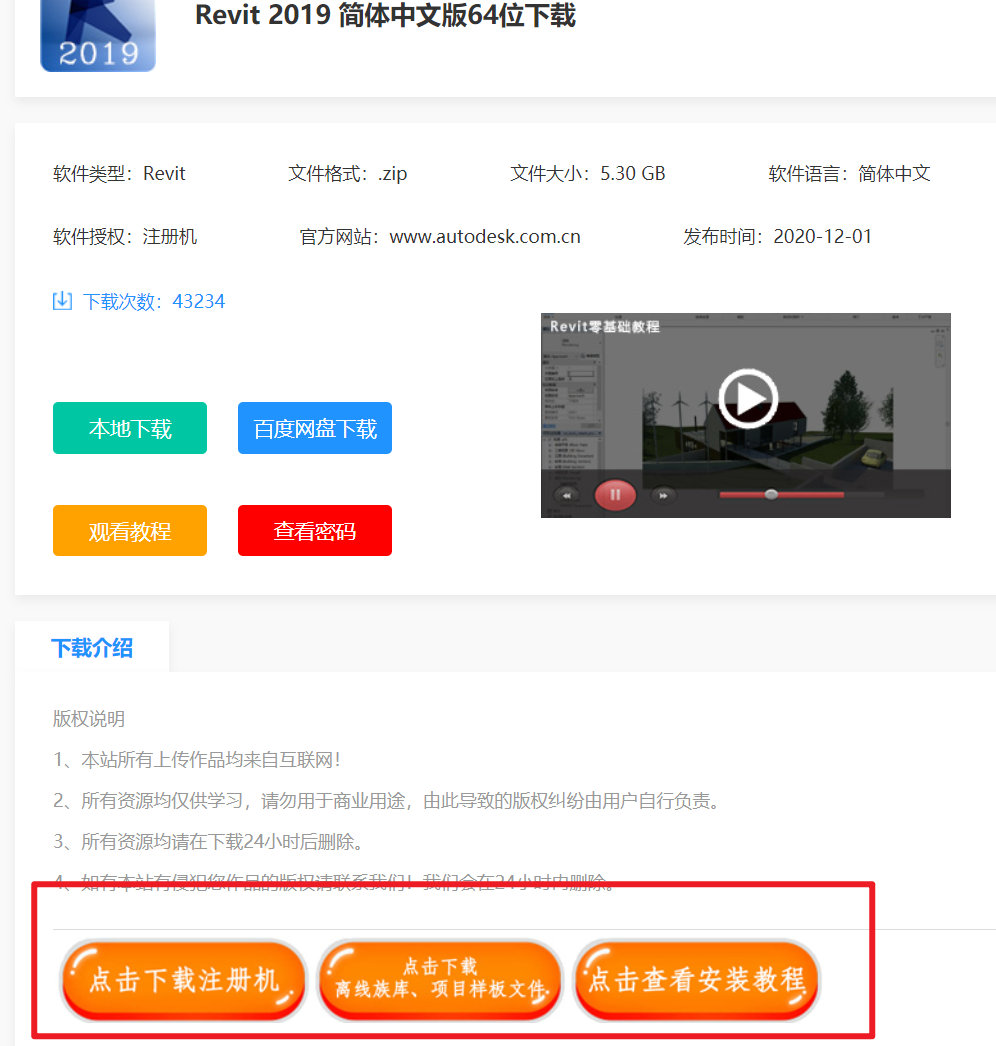 Revit 2019 简体中文版64位下载
2019
软件类型：Revit 文件格式：.zip 文件大小：5.30 GB 软件语言：简体中文
软件授权：注册机 官方网站：www.autodesk.com.cn 发布时间：2020-12-01
下载次数：43234
Revit零基础教程
本地下载 百度网盘下载
观看教程 查看密码
下载介绍
版权说明
1、本站所有上传作品均来自互联网！
2、所有资源均仅供学习，请勿用于商业用途，由此导致的版权纠纷由用户自行负责。
3、所有资源均请在下载24小时后删除。
4、如有本站有侵犯您作品的版权请联系我们！我们会在24小时内删除。
点击下载注册机
点击下载
离线族库、项目样板文件
点击查看安装教程